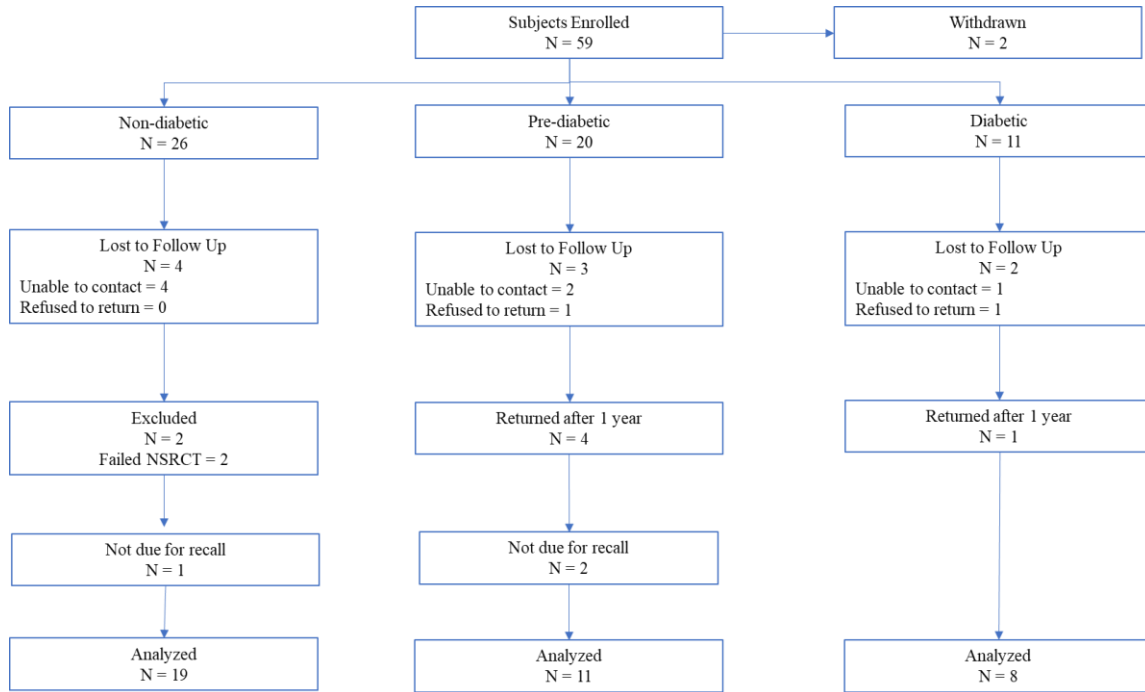 Subjects Enrolled
N = 59
Withdrawn
N = 2
Non-diabetic
N = 26
Pre-diabetic
N = 20
Diabetic
N = 11
Lost to Follow Up
N = 4
Unable to contact = 4
Refused to return = 0
Lost to Follow Up
N = 3
Unable to contact = 2
Refused to return = 1
Lost to Follow Up
N = 2
Unable to contact = 1
Refused to return = 1
Excluded
N = 2
Failed NSRCT = 2
Returned after 1 year
N = 4
Returned after 1 year
N = 1
Not due for recall
N = 1
Not due for recall
N = 2
Analyzed
N = 19
Analyzed
N = 11
Analyzed
N = 8